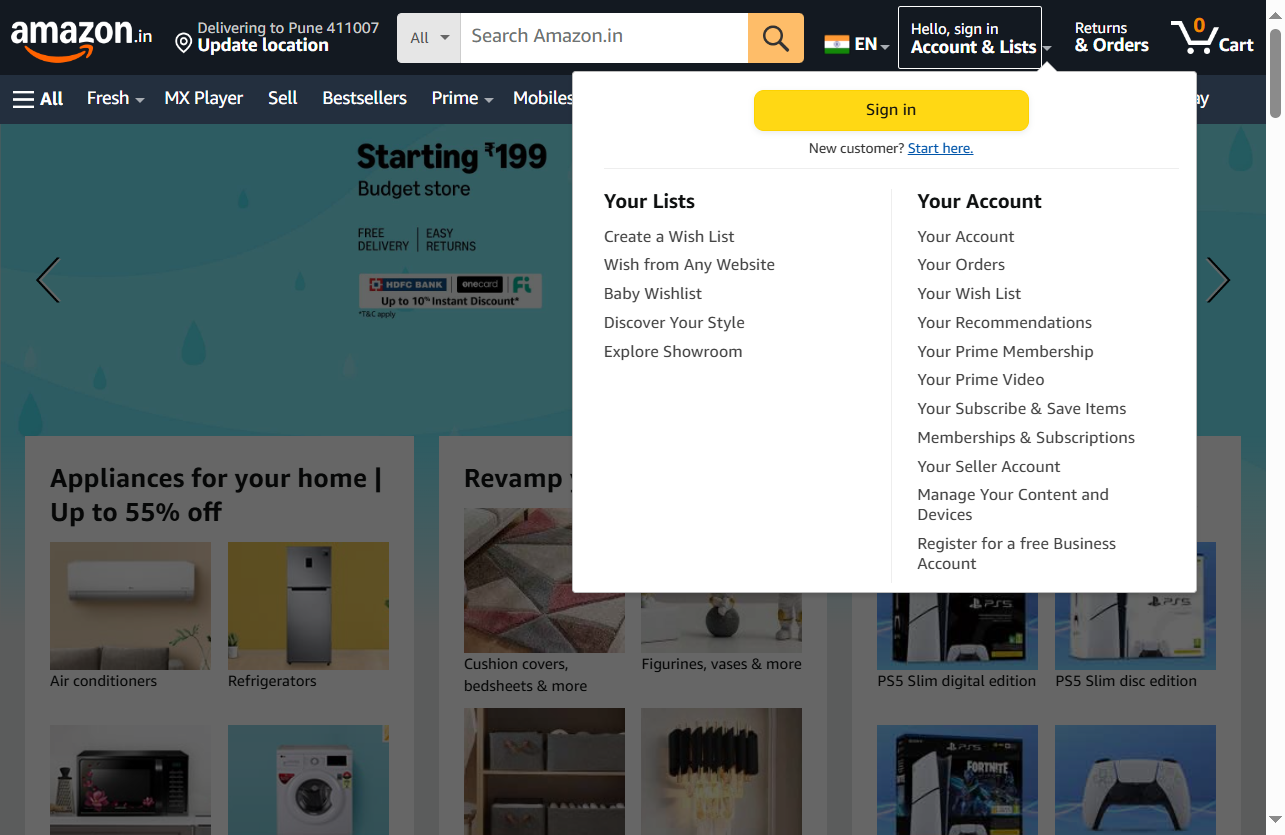 amazon.in
Delivering to Pune 411007
Update location
All
Search Amazon.in
EN
Hello, sign in
Account & Lists
Returns
& Orders
0
Cart
All
Fresh
MX Player
Sell
Bestsellers
Prime
Mobiles
Sign in
New customer? Start here.
Your Lists
Create a Wish List
Wish from Any Website
Baby Wishlist
Discover Your Style
Explore Showroom
Your Account
Your Account
Your Orders
Your Wish List
Your Recommendations
Your Prime Membership
Your Prime Video
Your Subscribe & Save Items
Memberships & Subscriptions
Your Seller Account
Manage Your Content and
Devices
Register for a free Business
Account
Starting ₹199
Budget store
FREE
DELIVERY
EASY
RETURNS
HDFC BANK
onecard
Fi
Up to 10% Instant Discount*
*T&C apply
Appliances for your home |
Up to 55% off
Air conditioners
Refrigerators
Revamp
Cushion covers,
bedsheets & more
Figurines, vases & more
PS5
PS5
PS5 Slim digital edition
PS5 Slim disc edition
PS5
FORTNITE